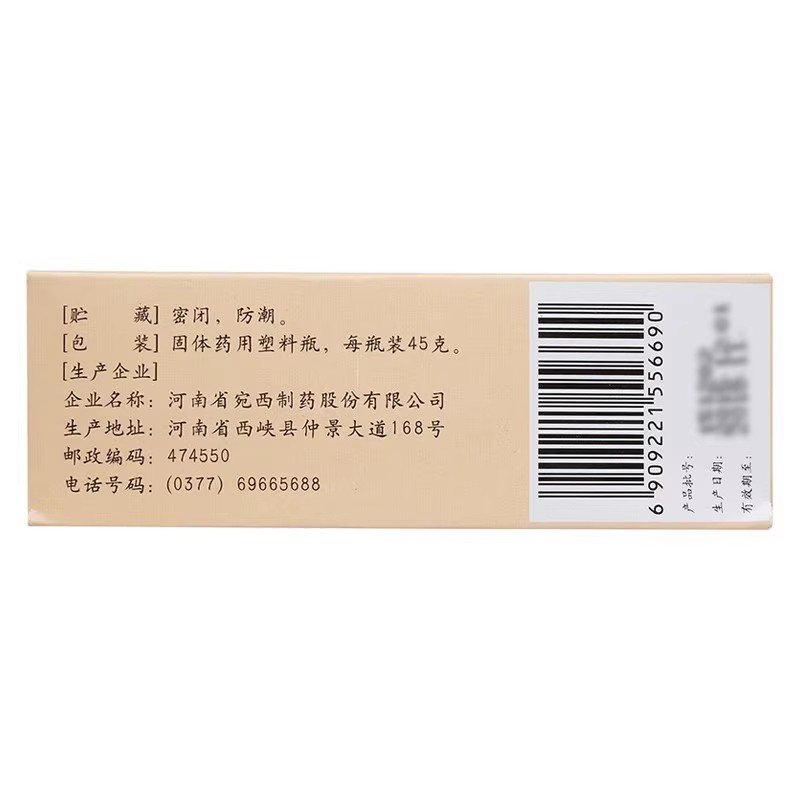 [贮 藏] 密闭，防潮。
[包 装] 固体药用塑料瓶，每瓶装45克。
[生产企业]
企业名称：河南省宛西制药股份有限公司
生产地址：河南省西峡县仲景大道168号
邮政编码：474550
电话号码：(0377) 69665688
6 909221 556690
产品批号：
生产日期：
有效期至：